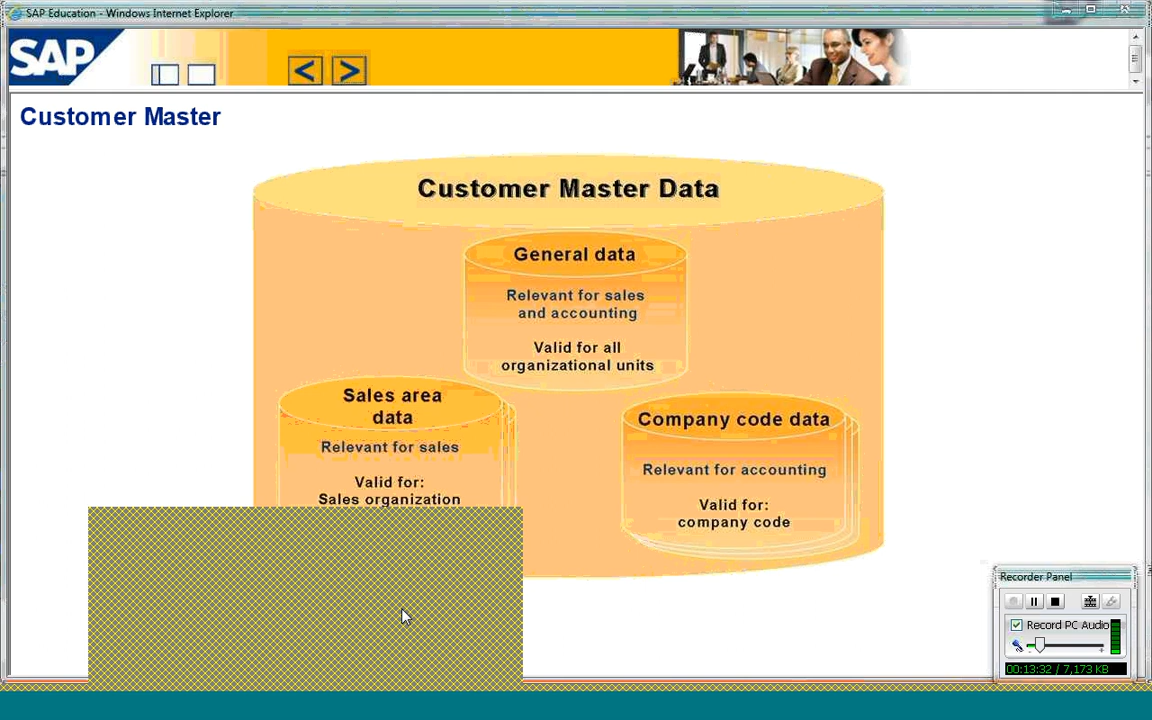 SAP Education - Windows Internet Explorer
SAP
Customer Master
Customer Master Data
General data
Relevant for sales
and accounting
Valid for all
organizational units
Sales area
data
Relevant for sales
Valid for:
Sales organization
Company code data
Relevant for accounting
Valid for:
company code
Recorder Panel
Record PC Audio
00:13:32 / 7,173 KB